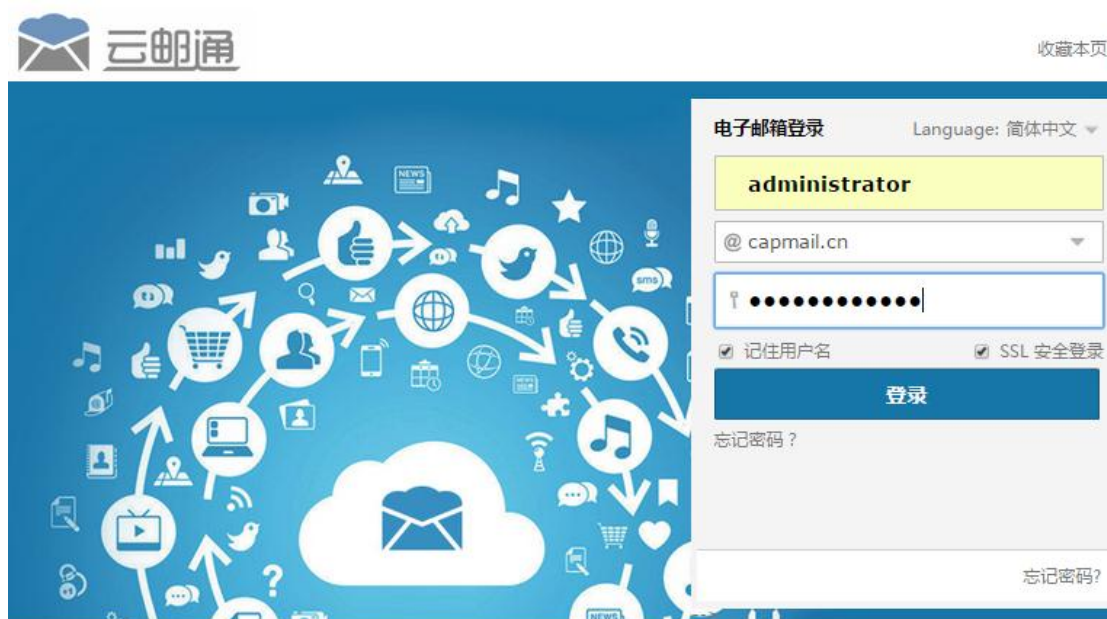 云邮通
收藏本页
电子邮箱登录 Language: 简体中文
administrator
@ capmail.cn
●●●●●●●●●●●●
记住用户名 SSL 安全登录
登录
忘记密码？
忘记密码?
NEWS
sms
NEWS